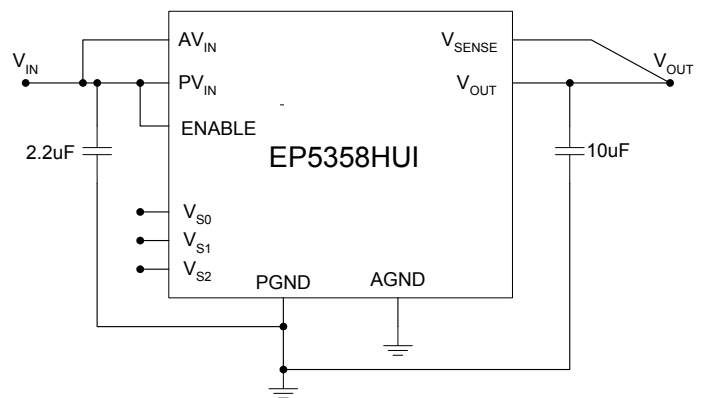 AV_IN
V_SENSE
V_IN
V_OUT
PV_IN
V_OUT
ENABLE
2.2uF
EP5358HUI
10uF
V_S0
V_S1
V_S2
PGND
AGND